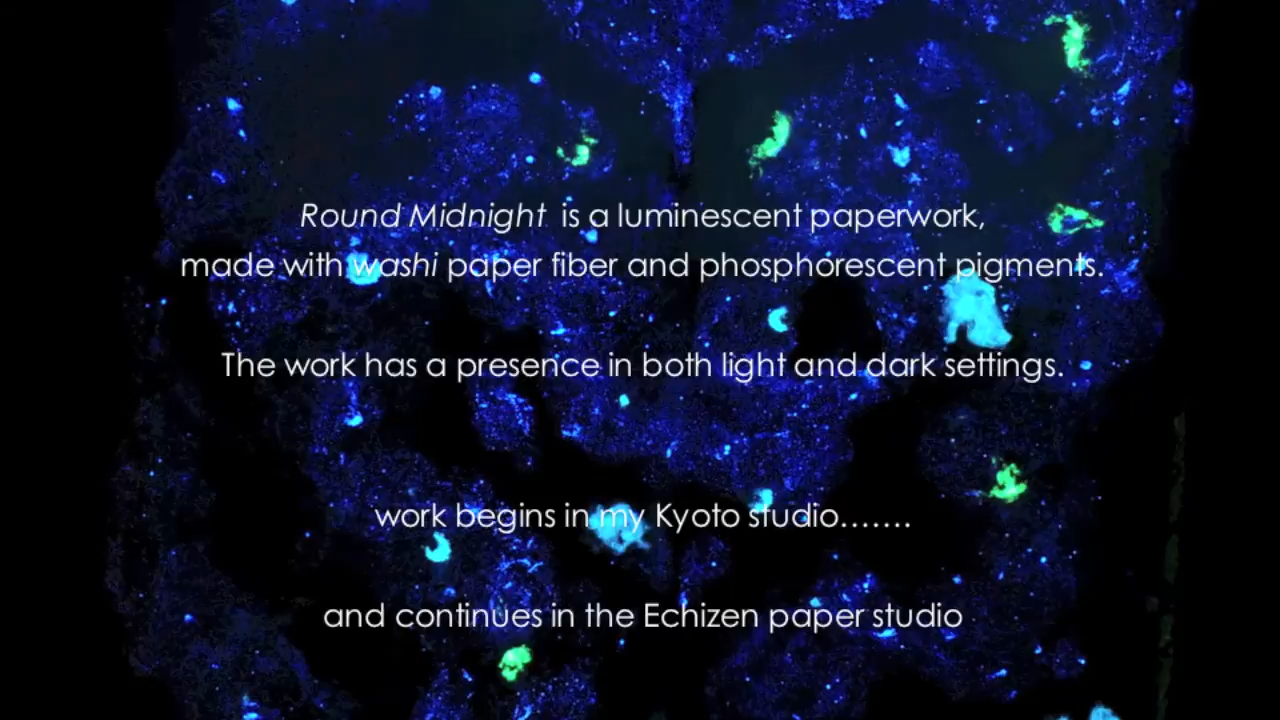 Round Midnight is a luminescent paperwork,
made with washi paper fiber and phosphorescent pigments.
The work has a presence in both light and dark settings.
work begins in my Kyoto studio.......
and continues in the Echizen paper studio